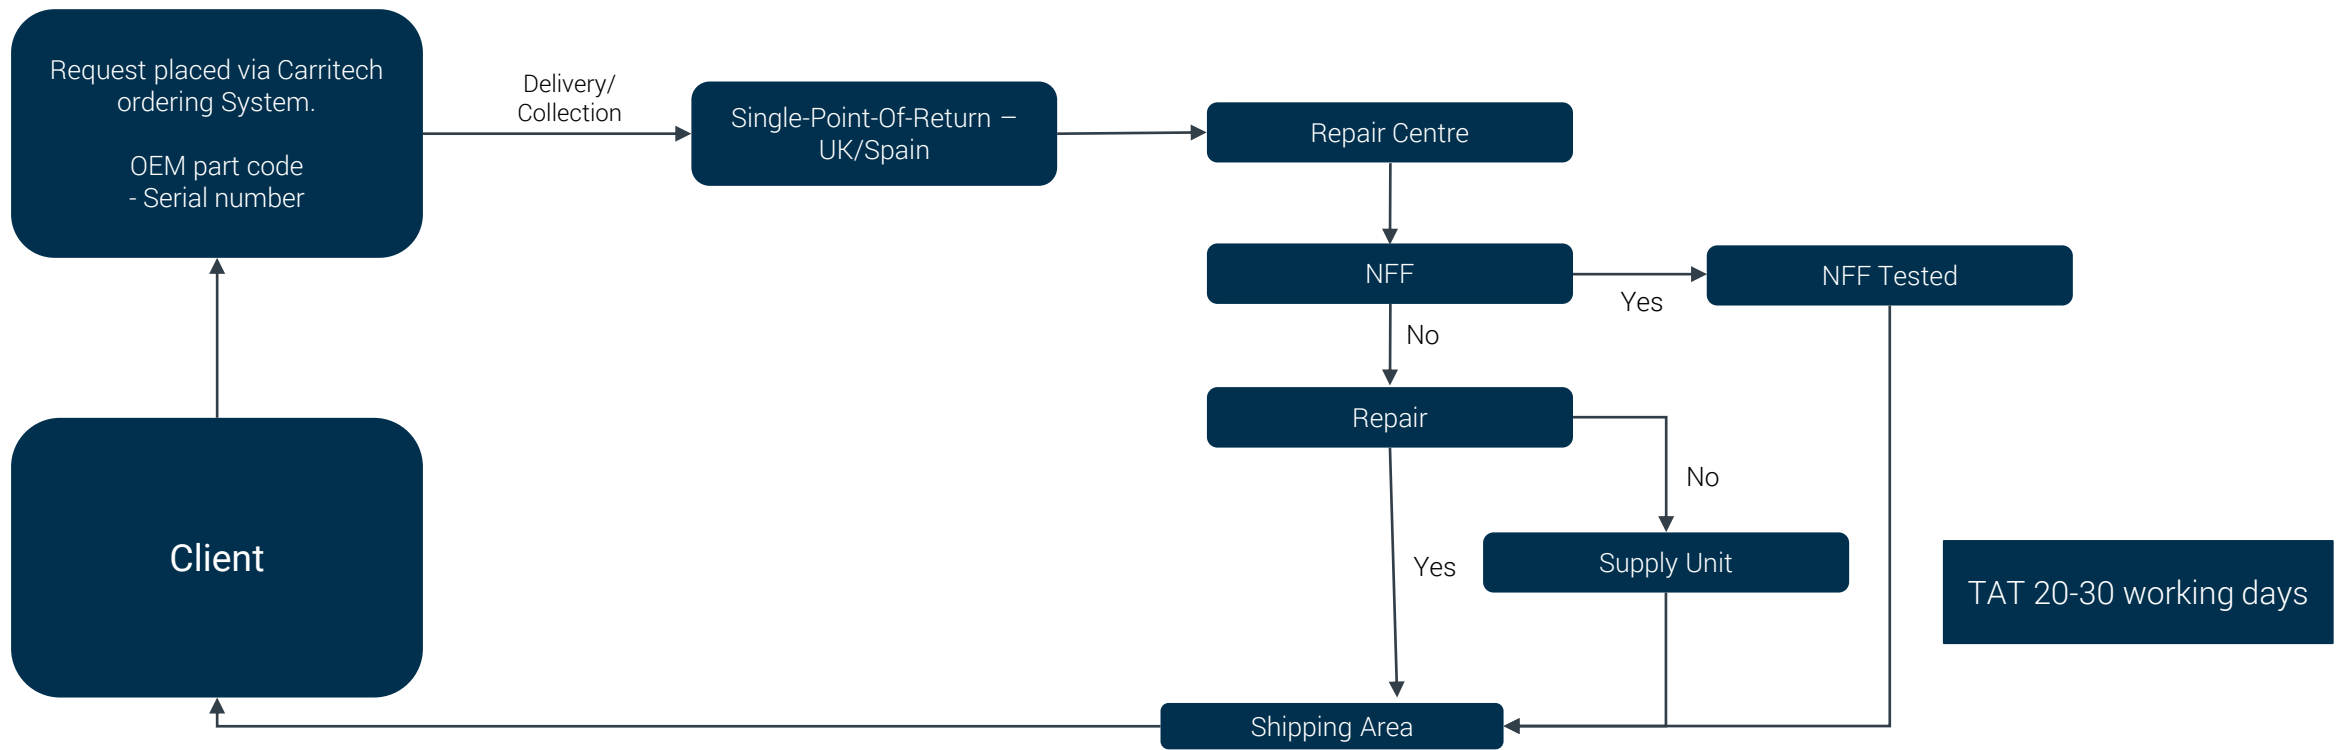 Request placed via Carritech
ordering System.
OEM part code
- Serial number
Delivery/
Collection
Single-Point-Of-Return –
UK/Spain
Repair Centre
NFF
Yes
NFF Tested
No
Repair
No
Client
Yes
Supply Unit
TAT 20-30 working days
Shipping Area